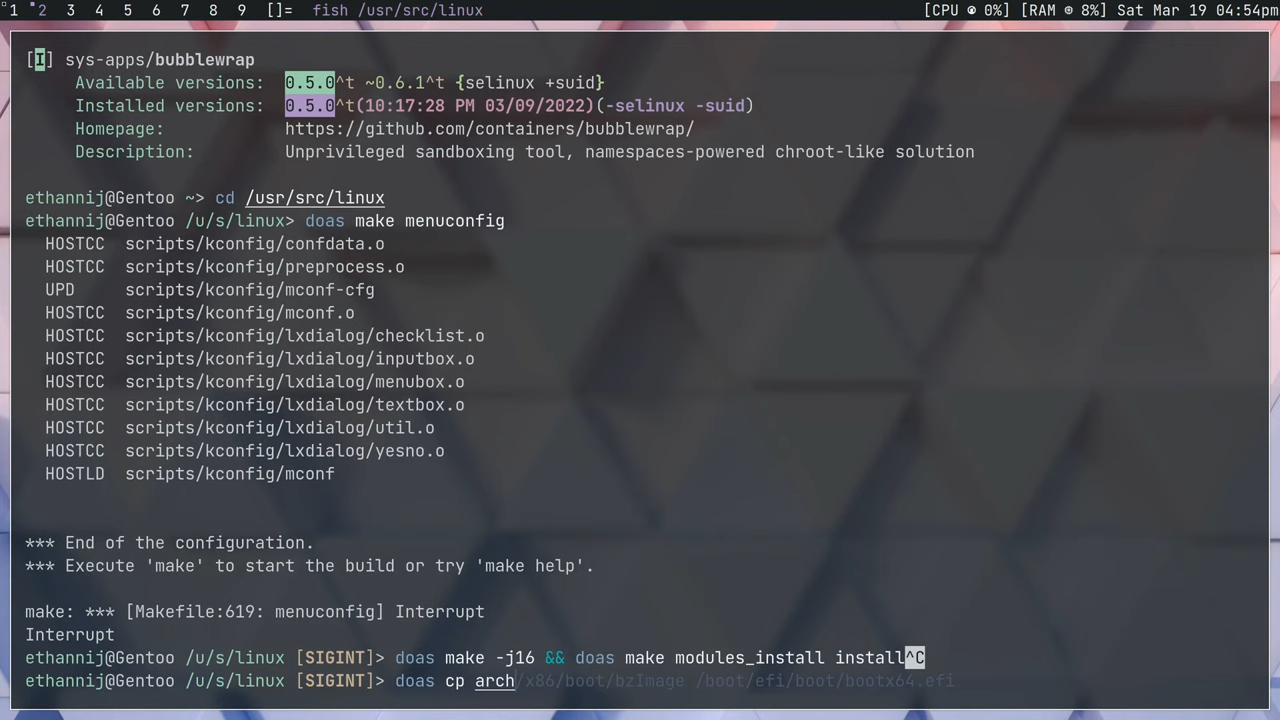 1 2 3 4 5 6 7 8 9 []= fish /usr/src/linux [CPU 0%] [RAM 8%] Sat Mar 19 04:54pm
[I] sys-apps/bubblewrap
Available versions: 0.5.0^t ~0.6.1^t {selinux +suid}
Installed versions: 0.5.0^t(10:17:28 PM 03/09/2022)(-selinux -suid)
Homepage: https://github.com/containers/bubblewrap/
Description: Unprivileged sandboxing tool, namespaces-powered chroot-like solution
ethannij@Gentoo ~> cd /usr/src/linux
ethannij@Gentoo /u/s/linux> doas make menuconfig
HOSTCC scripts/kconfig/confdata.o
HOSTCC scripts/kconfig/preprocess.o
UPD scripts/kconfig/mconf-cfg
HOSTCC scripts/kconfig/mconf.o
HOSTCC scripts/kconfig/lxdialog/checklist.o
HOSTCC scripts/kconfig/lxdialog/inputbox.o
HOSTCC scripts/kconfig/lxdialog/menubox.o
HOSTCC scripts/kconfig/lxdialog/textbox.o
HOSTCC scripts/kconfig/lxdialog/util.o
HOSTCC scripts/kconfig/lxdialog/yesno.o
HOSTLD scripts/kconfig/mconf
*** End of the configuration.
*** Execute 'make' to start the build or try 'make help'.
make: *** [Makefile:619: menuconfig] Interrupt
Interrupt
ethannij@Gentoo /u/s/linux [SIGINT]> doas make -j16 && doas make modules_install install^C
ethannij@Gentoo /u/s/linux [SIGINT]> doas cp arch/x86/boot/bzImage /boot/efi/boot/bootx64.efi